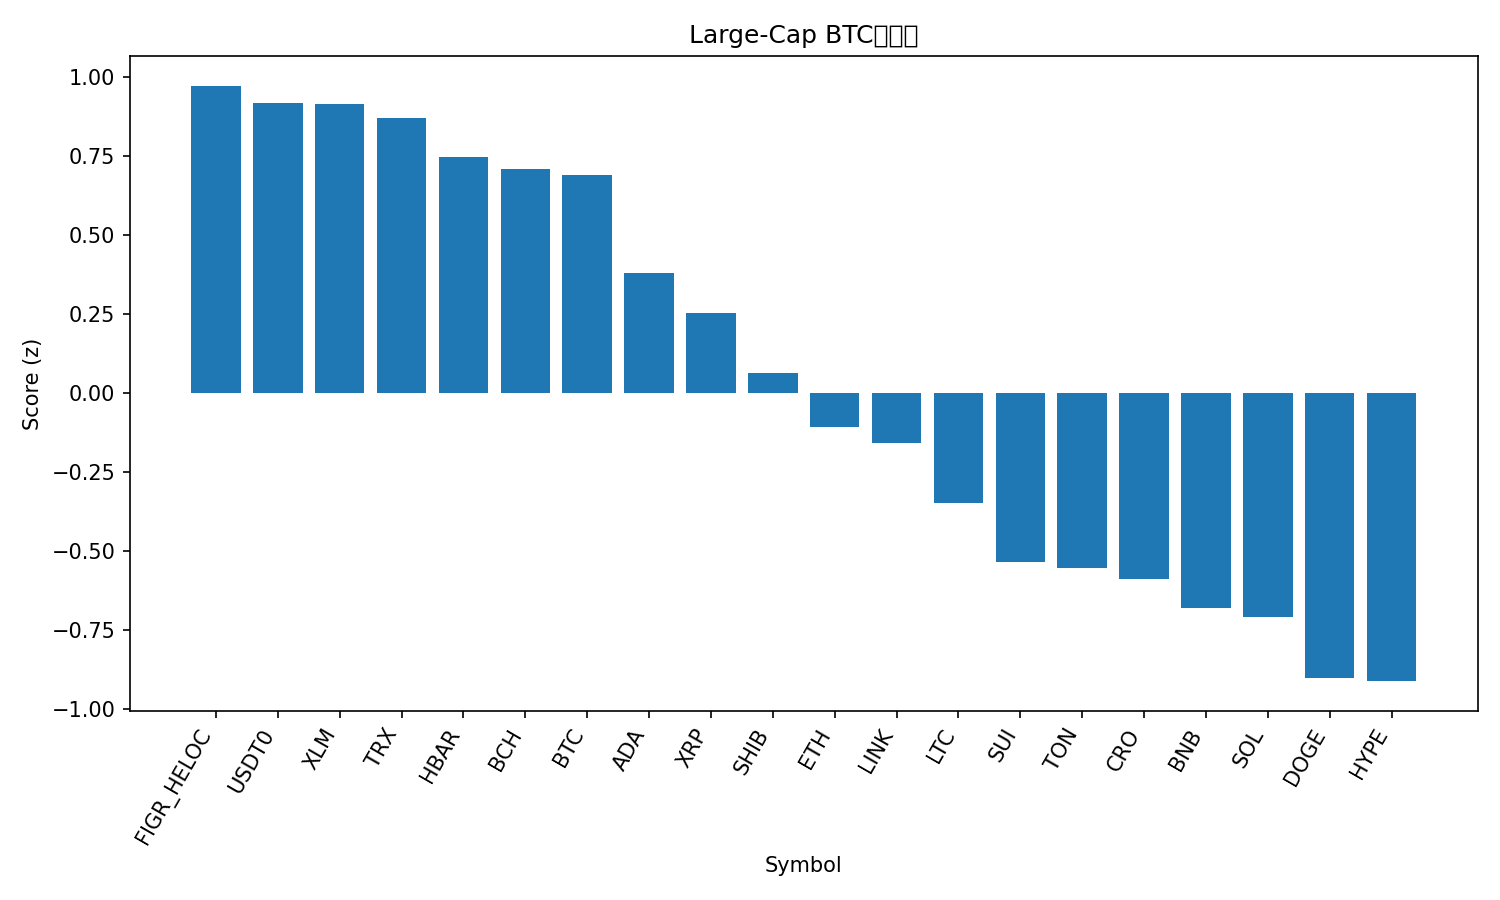 Large-Cap BTC
1.00
0.75
0.50
0.25
0.00
−0.25
−0.50
−0.75
−1.00
Score (z)
FIGR_HELOC
USDT0
XLM
TRX
HBAR
BCH
BTC
ADA
XRP
SHIB
ETH
LINK
LTC
SUI
TON
CRO
BNB
SOL
DOGE
HYPE
Symbol